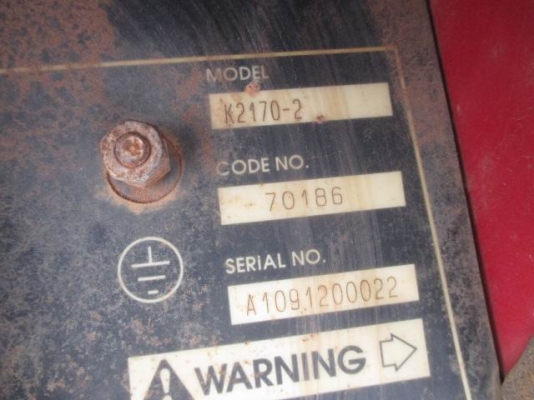 MODEL
K2170-2
CODE NO.
70186
SERIAL NO.
A1091200022
WARNING